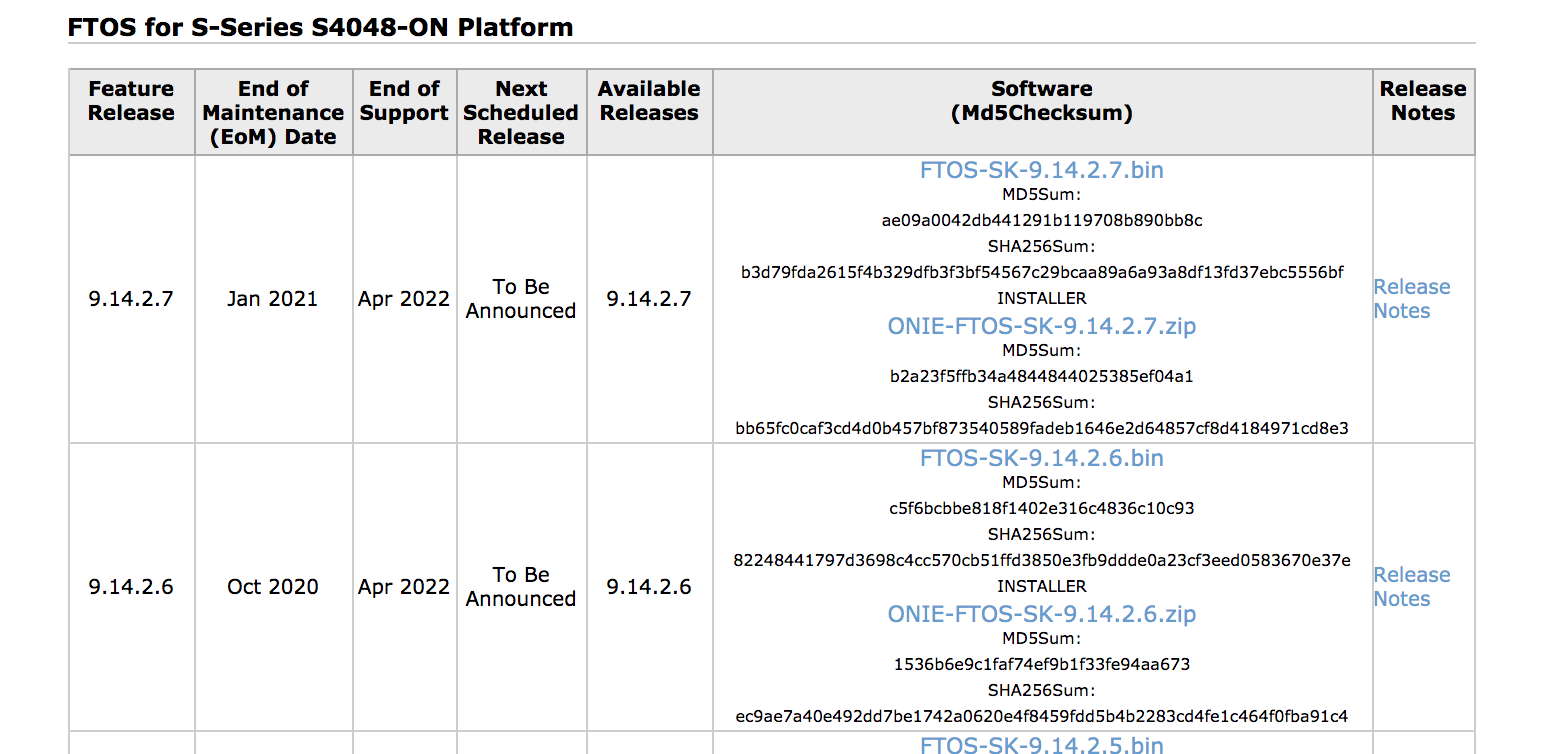 FTOS for S-Series S4048-ON Platform
Feature Release
End of Maintenance (EoM) Date
End of Support
Next Scheduled Release
Available Releases
Software (Md5Checksum)
Release Notes
9.14.2.7
Jan 2021
Apr 2022
To Be Announced
9.14.2.7
FTOS-SK-9.14.2.7.bin
MD5Sum:
ae09a0042db441291b119708b890bb8c
SHA256Sum:
b3d79fda2615f4b329dfb3f3bf54567c29bcaa89a6a93a8df13fd37ebc5556bf
INSTALLER
ONIE-FTOS-SK-9.14.2.7.zip
MD5Sum:
b2a23f5ffb34a4844844025385ef04a1
SHA256Sum:
bb65fc0caf3cd4d0b457bf873540589fadeb1646e2d64857cf8d4184971cd8e3
Release Notes
9.14.2.6
Oct 2020
Apr 2022
To Be Announced
9.14.2.6
FTOS-SK-9.14.2.6.bin
MD5Sum:
c5f6bcbbe818f1402e316c4836c10c93
SHA256Sum:
82248441797d3698c4cc570cb51ffd3850e3fb9ddde0a23cf3eed0583670e37e
INSTALLER
ONIE-FTOS-SK-9.14.2.6.zip
MD5Sum:
1536b6e9c1faf74ef9b1f33fe94aa673
SHA256Sum:
ec9ae7a40e492dd7be1742a0620e4f8459fdd5b4b2283cd4fe1c464f0fba91c4
Release Notes
FTOS-SK-9.14.2.5.bin